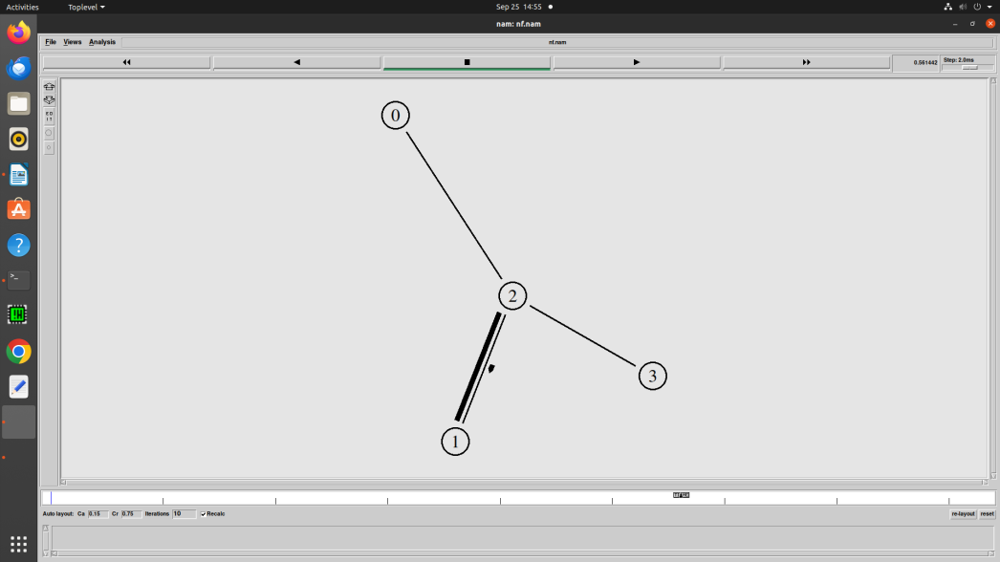 Activities Toplevel Sep 25 14:55
nam: nf.nam
File Views Analysis nf.nam
0.561442 Step: 2.0ms
E D
I T
0
2
3
1
Auto layout: Ca 0.15 Cr 0.75 Iterations 10 Recalc re-layout reset